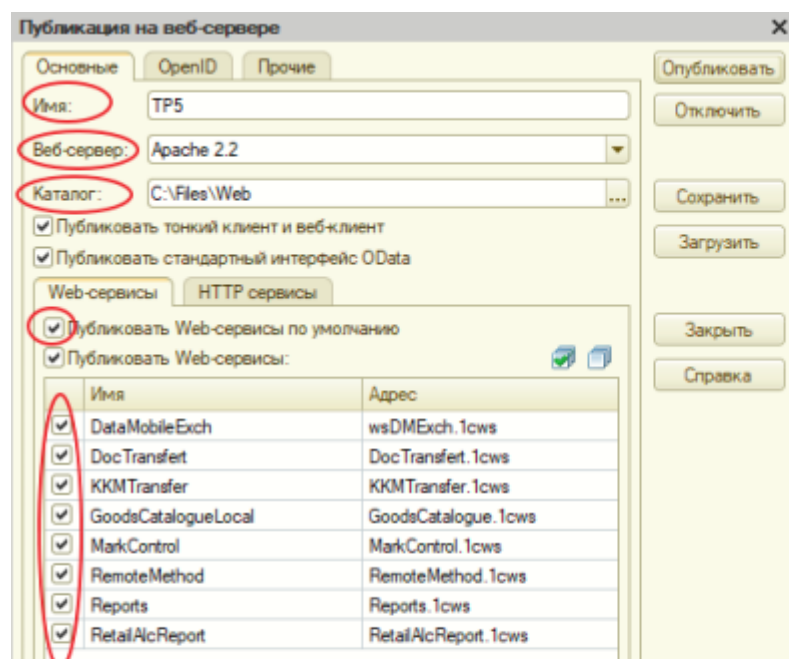 Публикация на веб-сервере
Основные OpenID Прочие
Опубликовать
Имя: TP5
Отключить
Веб-сервер: Apache 2.2
Каталог: C:\Files\Web ...
Сохранить
Публиковать тонкий клиент и веб-клиент
Загрузить
Публиковать стандартный интерфейс OData
Web-сервисы HTTP сервисы
Публиковать Web-сервисы по умолчанию
Закрыть
Публиковать Web-сервисы:
Справка
Имя Адрес
DataMobileExch wsDMExch.1cws
DocTransfert DocTransfert.1cws
KKMTransfer KKMTransfer.1cws
GoodsCatalogueLocal GoodsCatalogue.1cws
MarkControl MarkControl.1cws
RemoteMethod RemoteMethod.1cws
Reports Reports.1cws
RetailAlcReport RetailAlcReport.1cws